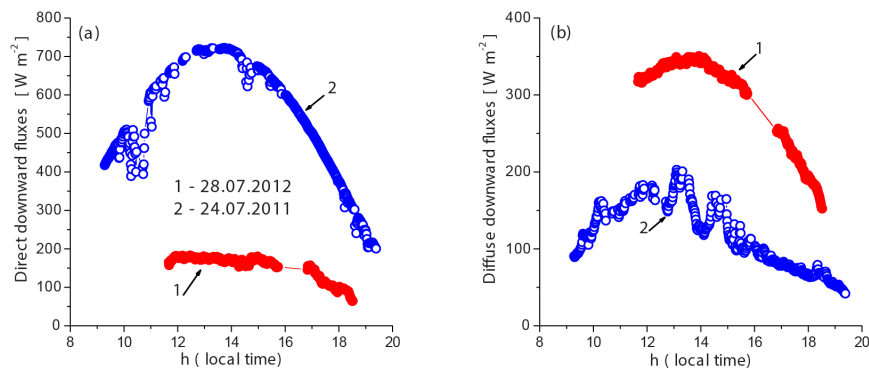 (a)
800
700
600
500
400
300
200
100
0
Direct downward fluxes [ W m-2]
2
1 - 28.07.2012
2 - 24.07.2011
1
8 10 12 14 16 18 20
h ( local time)
(b)
400
300
200
100
0
Diffuse downward fluxes [ W m-2]
1
2
8 10 12 14 16 18 20
h ( local time)